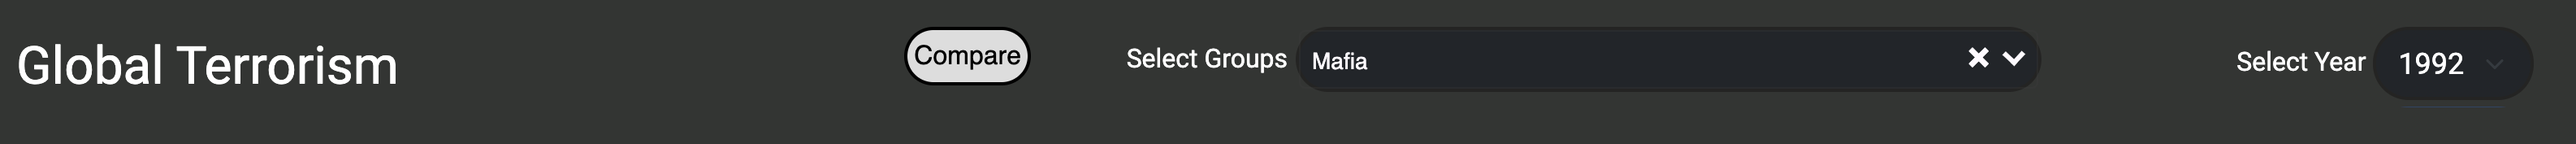 Global Terrorism
Compare
Select Groups
Mafia
Select Year
1992